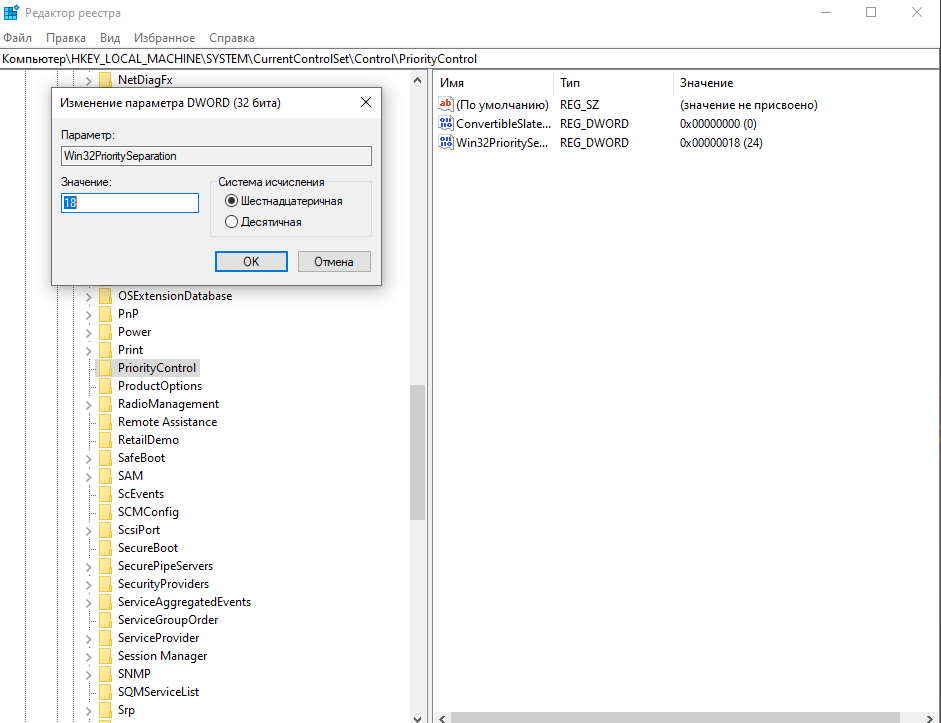 Редактор реестра
Файл Правка Вид Избранное Справка
Компьютер\HKEY_LOCAL_MACHINE\SYSTEM\CurrentControlSet\Control\PriorityControl
NetDiagFx
Изменение параметра DWORD (32 бита)
Параметр:
Win32PrioritySeparation
Значение:
18
Система исчисления
Шестнадцатеричная
Десятичная
OK Отмена
OSExtensionDatabase
PnP
Power
Print
PriorityControl
ProductOptions
RadioManagement
Remote Assistance
RetailDemo
SafeBoot
SAM
ScEvents
SCMConfig
ScsiPort
SecureBoot
SecurePipeServers
SecurityProviders
ServiceAggregatedEvents
ServiceGroupOrder
ServiceProvider
Session Manager
SNMP
SQMServiceList
Srp
Имя Тип Значение
ab (По умолчанию) REG_SZ (значение не присвоено)
ConvertibleSlate... REG_DWORD 0x00000000 (0)
Win32PrioritySe... REG_DWORD 0x00000018 (24)